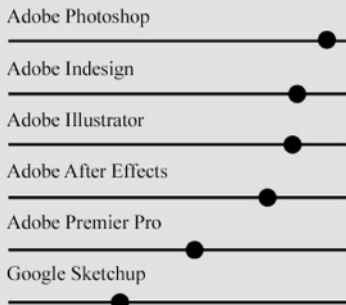 Adobe Photoshop
Adobe Indesign
Adobe Illustrator
Adobe After Effects
Adobe Premier Pro
Google Sketchup